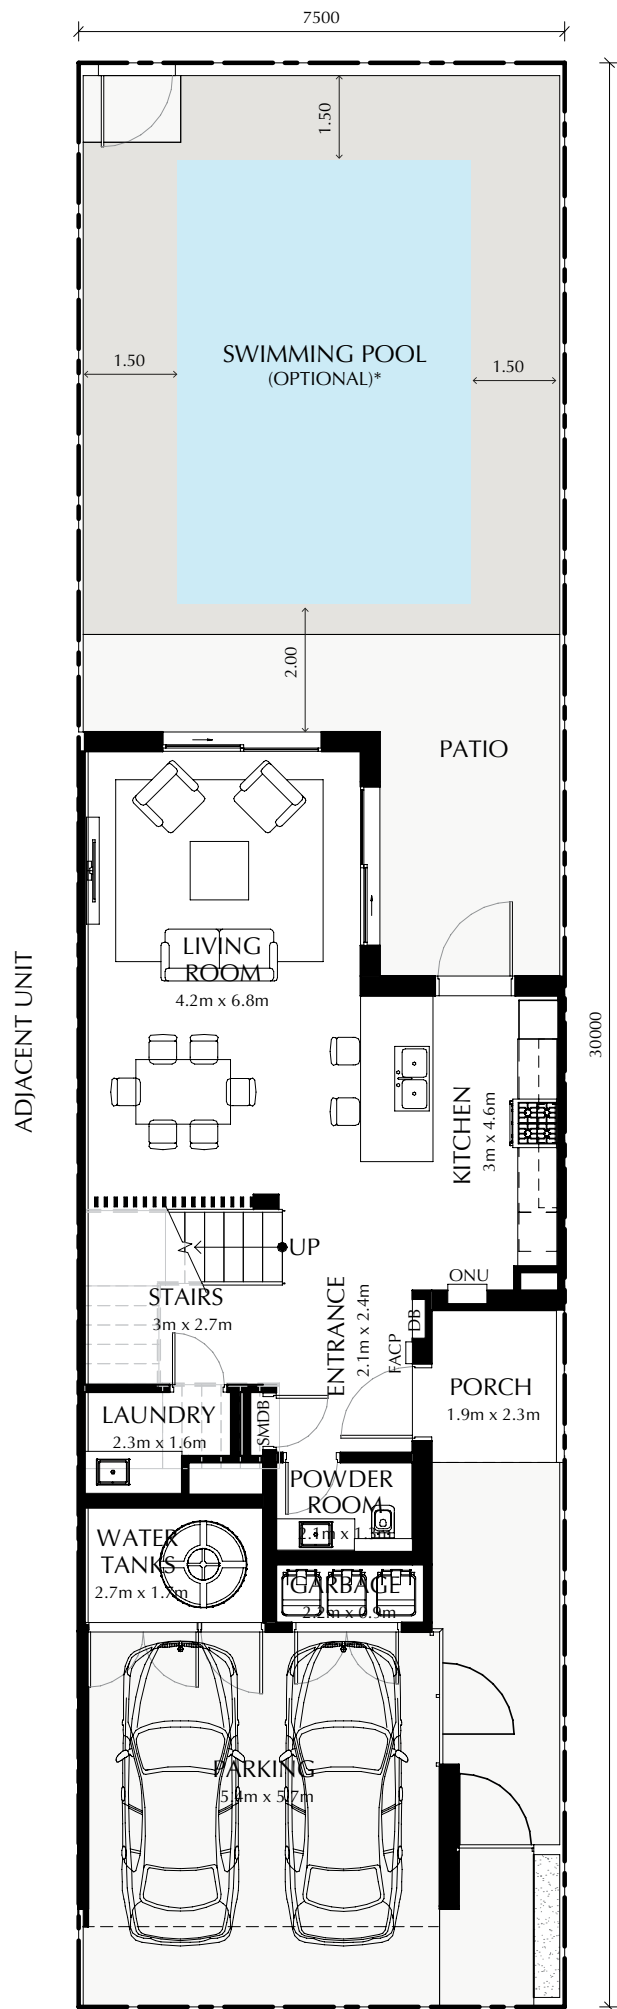 7500
1.50
SWIMMING POOL
(OPTIONAL)*
1.50
1.50
2.00
PATIO
LIVING
ROOM
4.2m x 6.8m
ADJACENT UNIT
30000
KITCHEN
3m x 4.6m
UP
ONU
STAIRS
3m x 2.7m
ENTRANCE
2.1m x 2.4m
DB
FACP
PORCH
1.9m x 2.3m
LAUNDRY
2.3m x 1.6m
SMDB
POWDER
ROOM
2.1m x
WATER
TANKS
2.7m x 1.7m
GARBAGE
2.2m x 0.9m
PARKING
5.4m x 5.7m